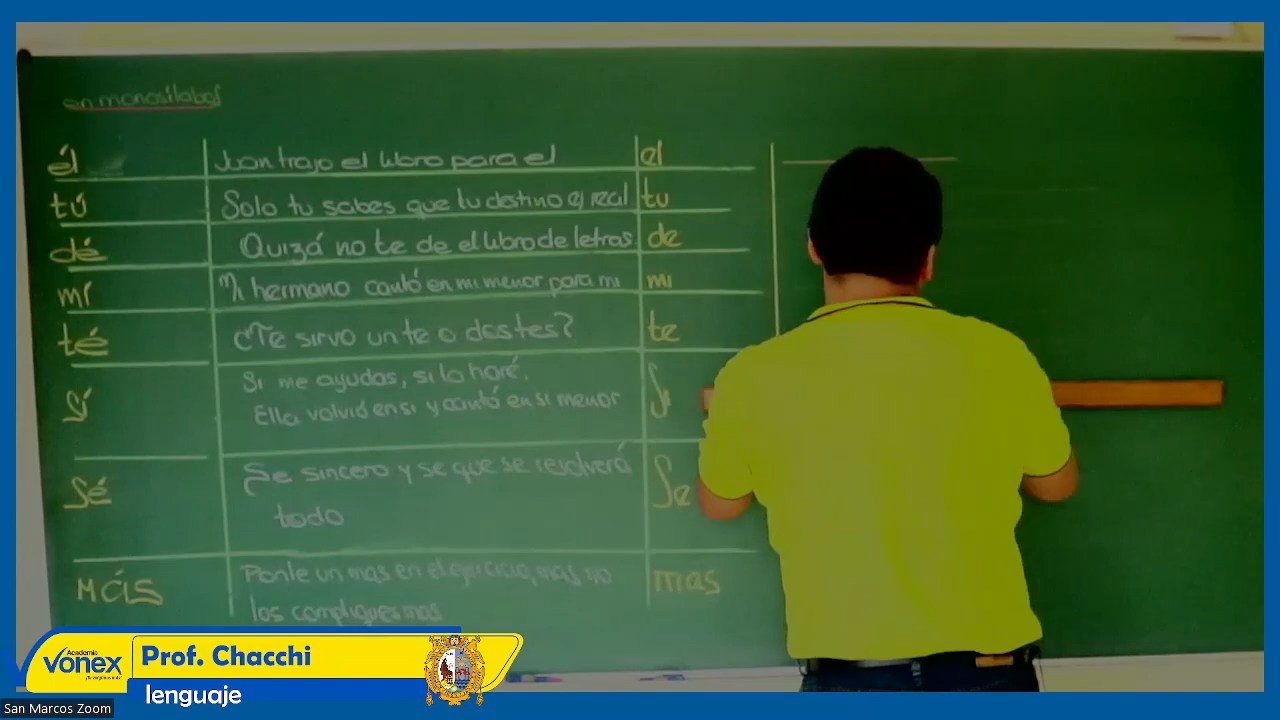 en monosílabos
él Juan trajo el libro para el el
tú Solo tu sabes que tu destino es real tu
dé Quizá no te de el libro de letras. de
mí Mi hermano cantó en mi menor para mi mi
té ¿Te sirvo un te o dos tes? te
sí Si me ayudas, si lo haré. si
Ella volvió en si y cantó en si menor
Sé Se sincero y se que se resolverá Se
todo
MÁS Ponle un mas en el ejercicio, mas no mas
los compliques mas
Academia
vonex
Prof. Chacchi
lenguaje
San Marcos Zoom